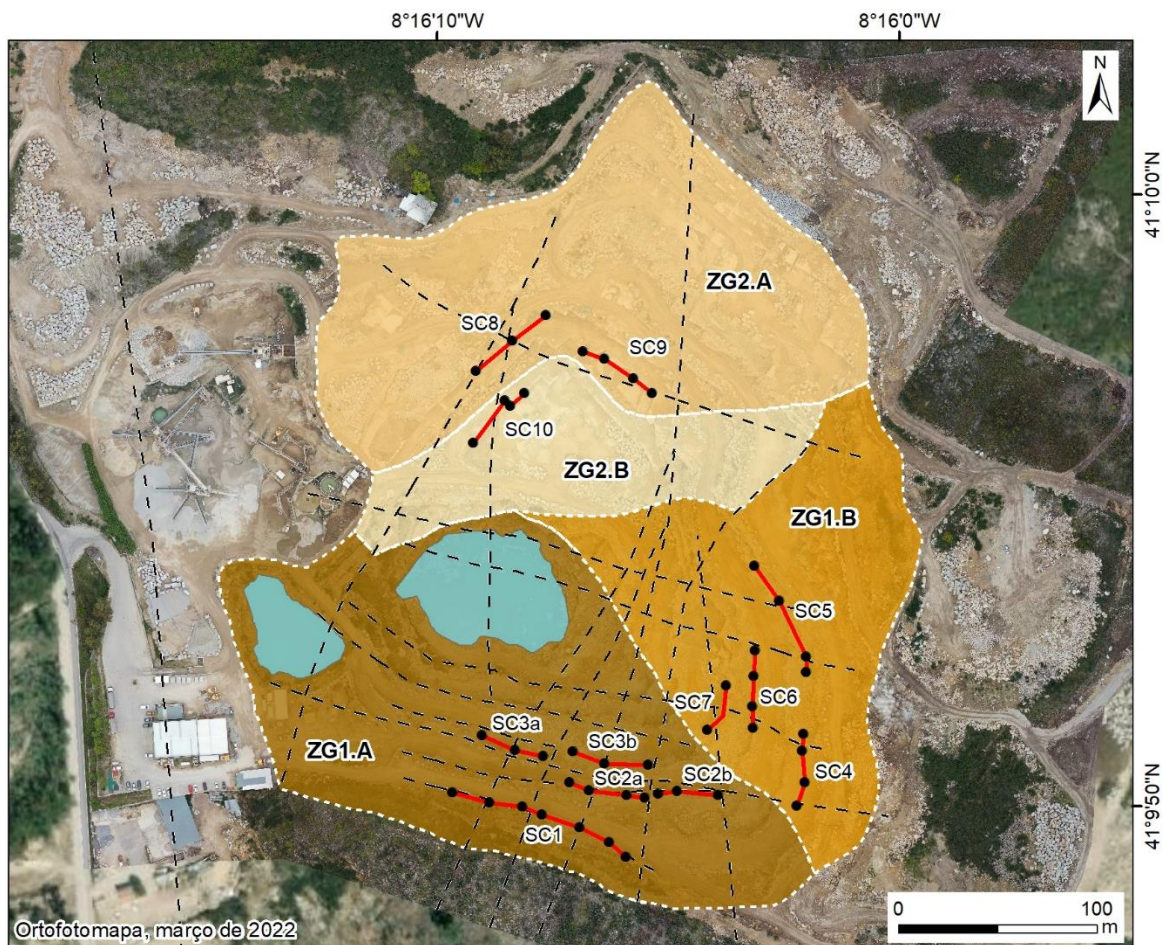 8°16'10"W
8°16'0"W
N
41°10'0"N
ZG2.A
SC8
SC9
SC10
ZG2.B
ZG1.B
SC5
SC7
SC6
SC3a
SC3b
ZG1.A
SC4
SC2a
SC2b
SC1
41°9'50"N
0
100
m
Ortofotomapa, março de 2022